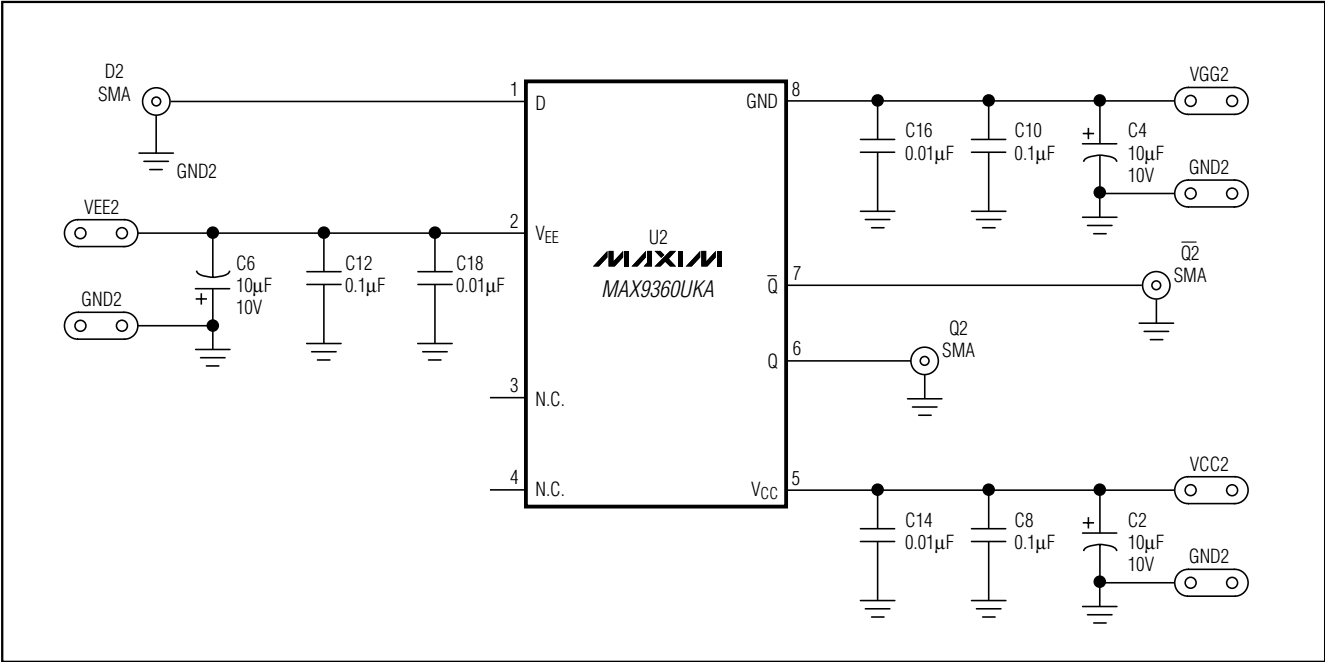 D2
SMA
GND2
1
D
VEE2
GND2
C6
10μF
10V
+
C12
0.1μF
C18
0.01μF
2
VEE
3
N.C.
4
N.C.
U2
MAXIM
MAX9360UKA
GND
8
C16
0.01μF
C10
0.1μF
+
C4
10μF
10V
VGG2
GND2
Q̅
7
Q̅2
SMA
Q
6
Q2
SMA
VCC
5
C14
0.01μF
C8
0.1μF
+
C2
10μF
10V
VCC2
GND2